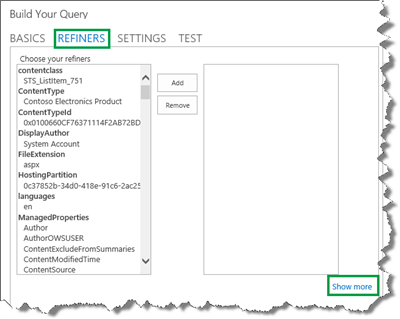 Build Your Query
BASICS REFINERS SETTINGS TEST
Choose your refiners
contentclass
STS_ListItem_751
ContentType
Contoso Electronics Product
ContentTypeId
0x0100660CF76371114F2AB72BD
DisplayAuthor
System Account
FileExtension
aspx
HostingPartition
0c37852b-34d0-418e-91c6-2ac25
languages
en
ManagedProperties
Author
AuthorOWSUSER
ContentExcludeFromSummaries
ContentModifiedTime
ContentSource
Add
Remove
Show more